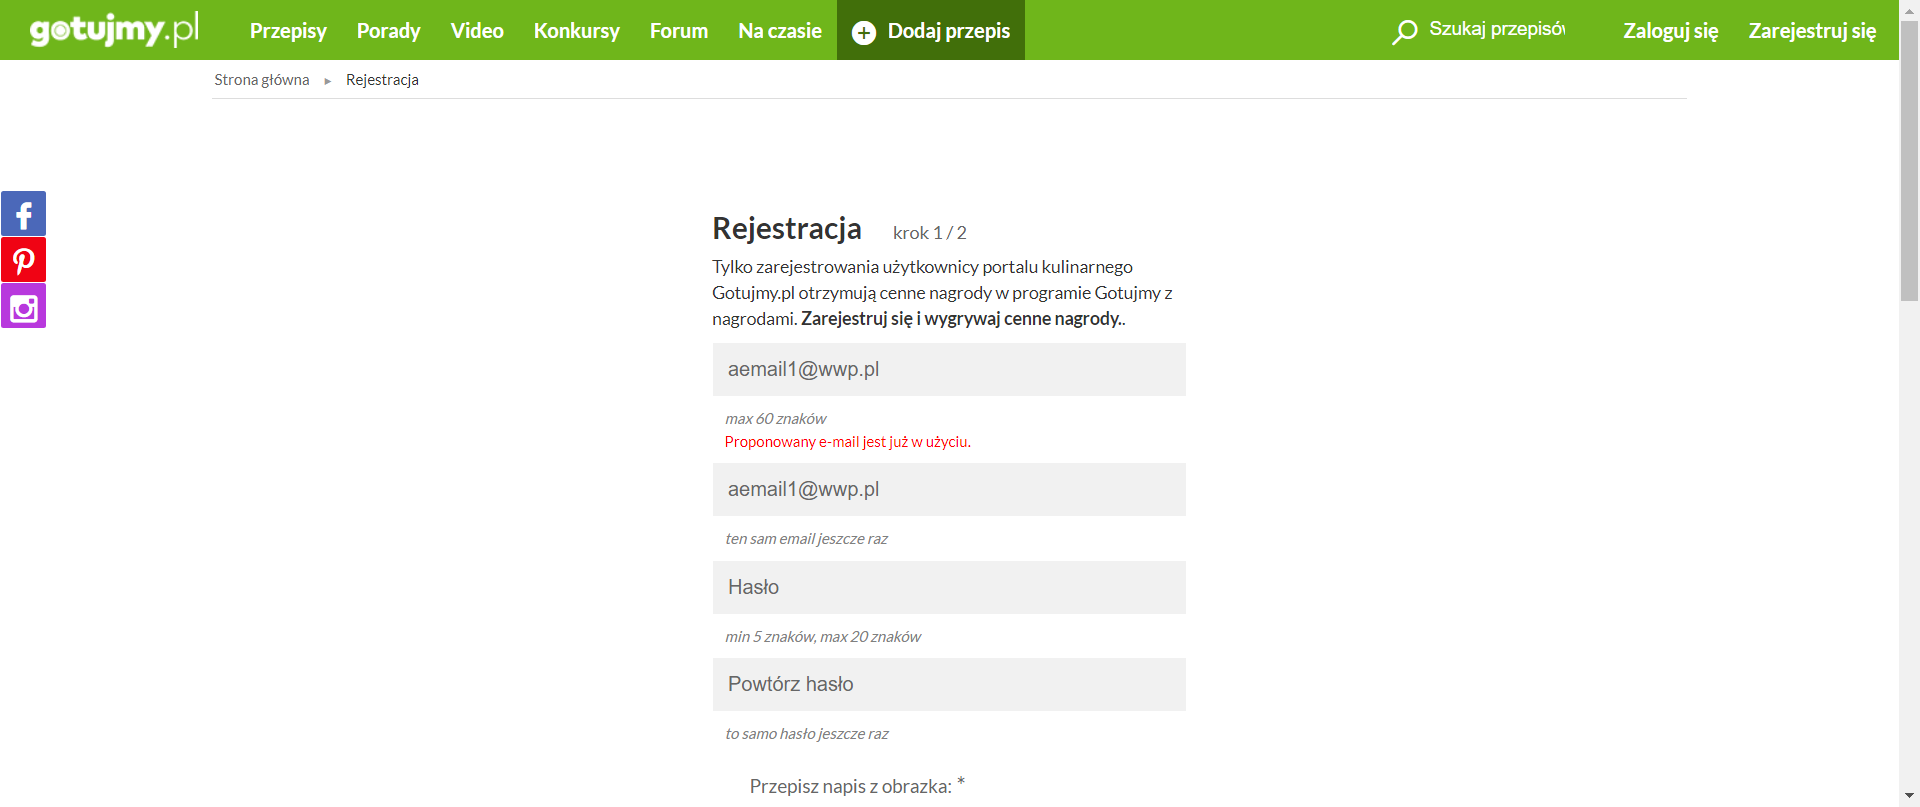 gotujmy.pl Przepisy Porady Video Konkursy Forum Na czasie Dodaj przepis Szukaj przepisów Zaloguj się Zarejestruj się
Strona główna ▸ Rejestracja
Rejestracja krok 1 / 2
Tylko zarejestrowania użytkownicy portalu kulinarnego
Gotujmy.pl otrzymują cenne nagrody w programie Gotujmy z
nagrodami. Zarejestruj się i wygrywaj cenne nagrody..
aemail1@wwp.pl
max 60 znaków
Proponowany e-mail jest już w użyciu.
aemail1@wwp.pl
ten sam email jeszcze raz
Hasło
min 5 znaków, max 20 znaków
Powtórz hasło
to samo hasło jeszcze raz
Przepisz napis z obrazka: *